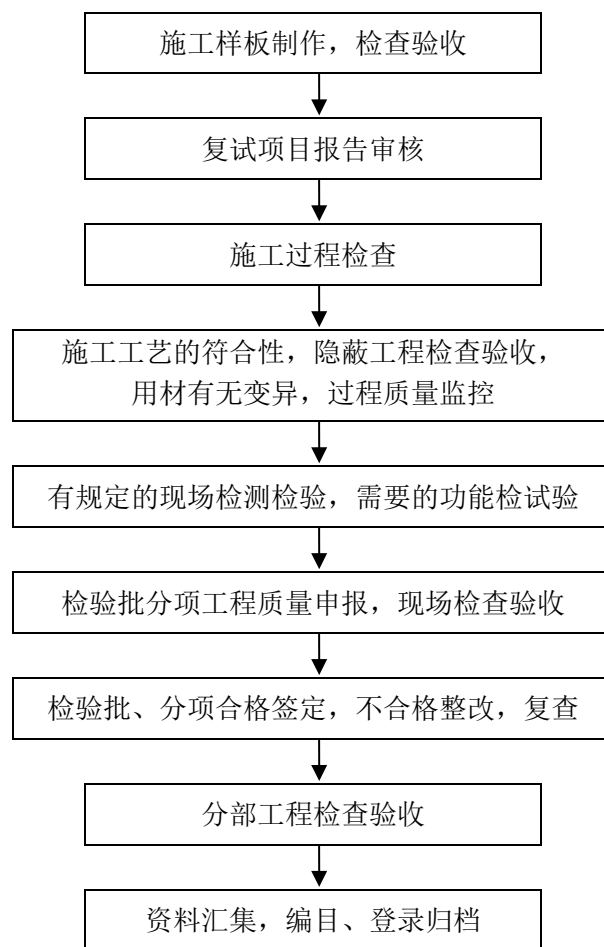 施工样板制作，检查验收
复试项目报告审核
施工过程检查
施工工艺的符合性，隐蔽工程检查验收，
用材有无变异，过程质量监控
有规定的现场检测检验，需要的功能检试验
检验批分项工程质量申报，现场检查验收
检验批、分项合格签定，不合格整改，复查
分部工程检查验收
资料汇集，编目、登录归档